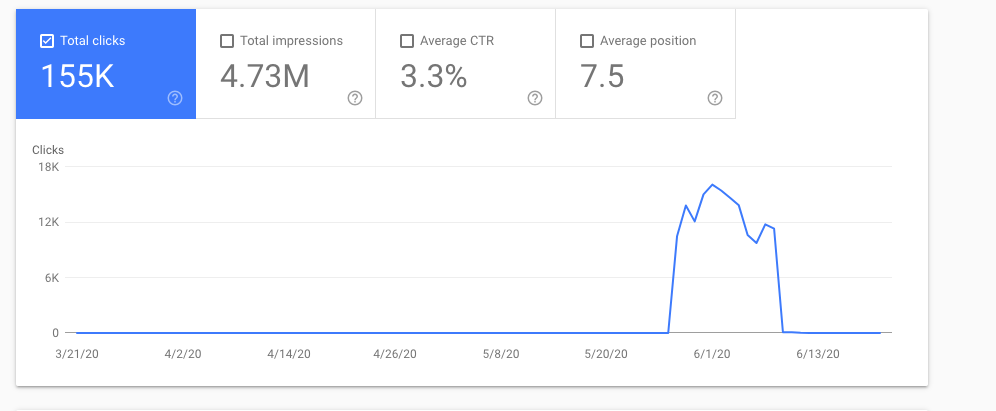 Total clicks
155K
Total impressions
4.73M
Average CTR
3.3%
Average position
7.5
Clicks
18K
12K
6K
0
3/21/20 4/2/20 4/14/20 4/26/20 5/8/20 5/20/20 6/1/20 6/13/20